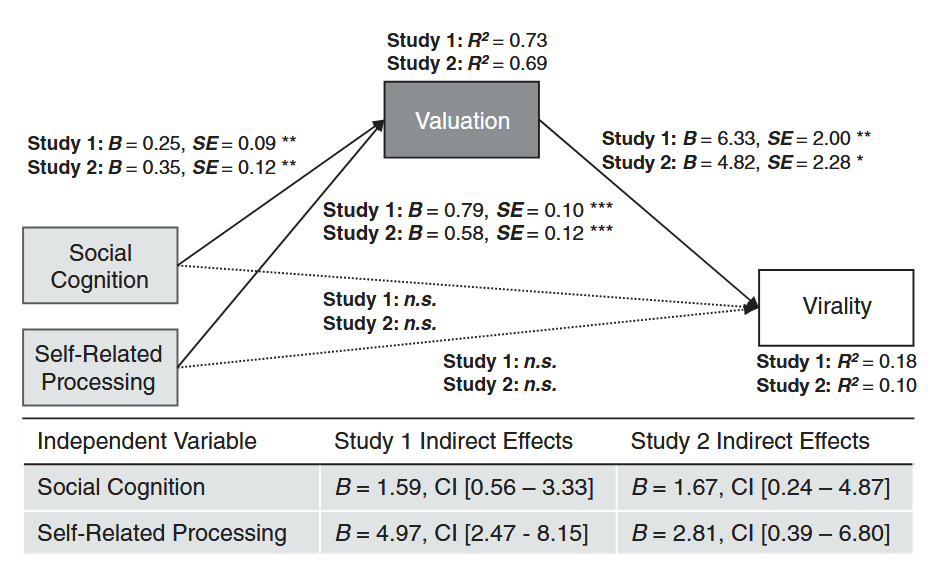 Study 1: R² = 0.73
Study 2: R² = 0.69
Valuation
Study 1: B = 0.25, SE = 0.09 **
Study 2: B = 0.35, SE = 0.12 **
Study 1: B = 6.33, SE = 2.00 **
Study 2: B = 4.82, SE = 2.28 *
Study 1: B = 0.79, SE = 0.10 ***
Study 2: B = 0.58, SE = 0.12 ***
Social
Cognition
Study 1: n.s.
Study 2: n.s.
Virality
Self-Related
Processing
Study 1: n.s.
Study 2: n.s.
Study 1: R² = 0.18
Study 2: R² = 0.10
Independent Variable Study 1 Indirect Effects Study 2 Indirect Effects
Social Cognition B = 1.59, CI [0.56 – 3.33] B = 1.67, CI [0.24 – 4.87]
Self-Related Processing B = 4.97, CI [2.47 - 8.15] B = 2.81, CI [0.39 – 6.80]